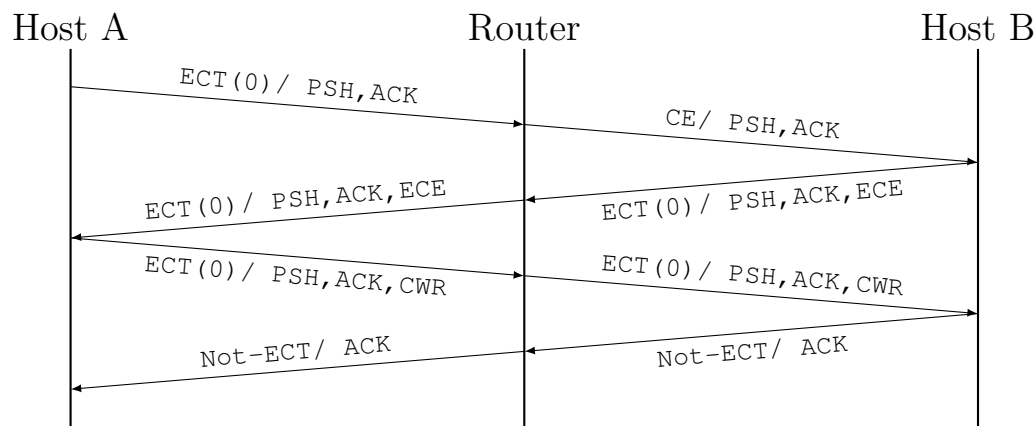 Host A Router Host B
ECT(0)/ PSH,ACK
CE/ PSH,ACK
ECT(0)/ PSH,ACK,ECE
ECT(0)/ PSH,ACK,ECE
ECT(0)/ PSH,ACK,CWR
ECT(0)/ PSH,ACK,CWR
Not-ECT/ ACK
Not-ECT/ ACK